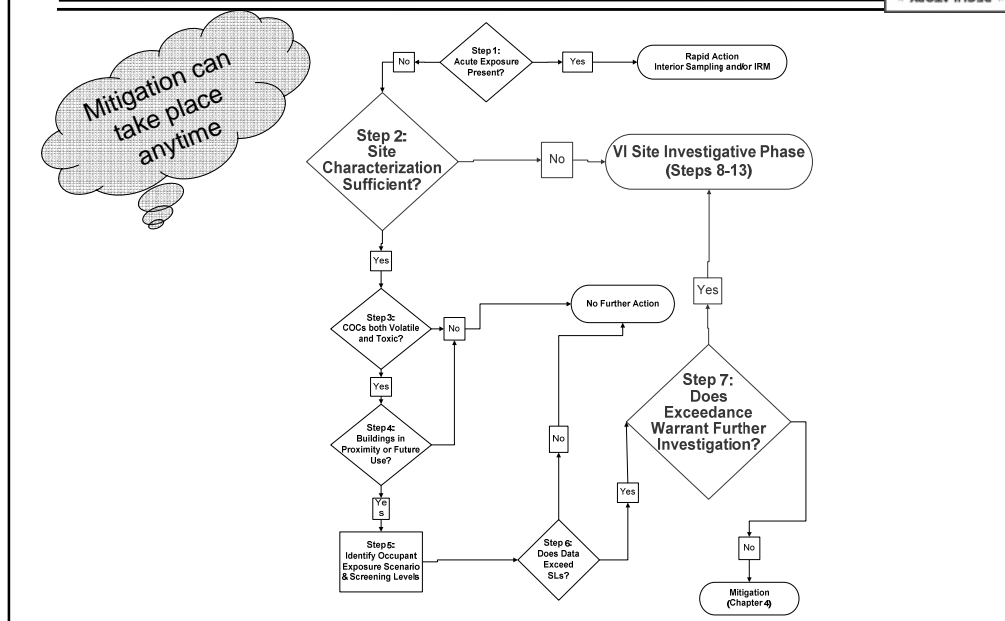 Mitigation can
take place
anytime
Step 1:
Acute Exposure
Present?
No
Yes
Rapid Action
Interior Sampling and/or IRM
Step 2:
Site
Characterization
Sufficient?
No
VI Site Investigative Phase
(Steps 8-13)
Yes
Step 3:
COCs both Volatile
and Toxic?
No
No Further Action
Yes
Yes
Step 4:
Buildings in
Proximity or Future
Use?
Ye
s
Step 5:
Identify Occupant
Exposure Scenario
& Screening Levels
Step 6:
Does Data
Exceed
SLs?
No
Yes
Step 7:
Does
Exceedance
Warrant Further
Investigation?
No
Mitigation
(Chapter 4)